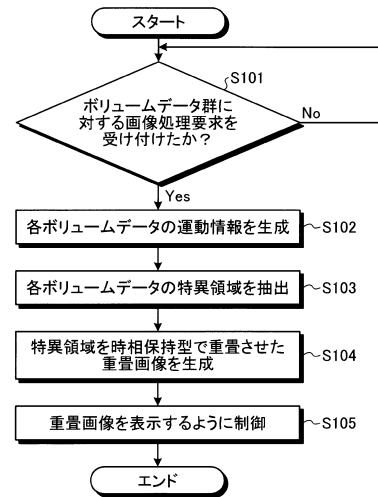 スタート
S101
ボリュームデータ群に
対する画像処理要求を
受け付けたか?
No
Yes
各ボリュームデータの運動情報を生成
S102
各ボリュームデータの特異領域を抽出
S103
特異領域を時相保持型で重畳させた
重畳画像を生成
S104
重畳画像を表示するように制御
S105
エンド